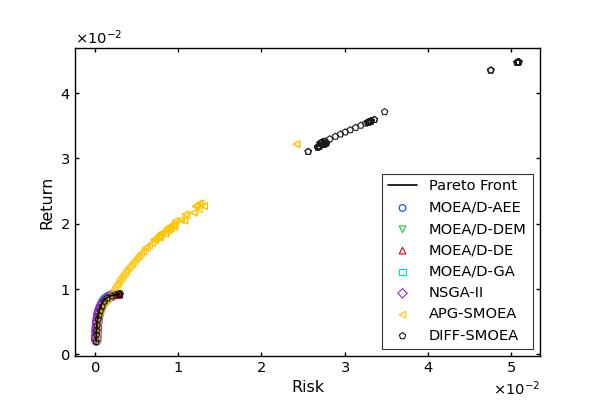 ×10⁻²
4
3
2
1
0
Return
0
1
2
3
4
5
Risk
×10⁻²
Pareto Front
MOEA/D-AEE
MOEA/D-DEM
MOEA/D-DE
MOEA/D-GA
NSGA-II
APG-SMOEA
DIFF-SMOEA